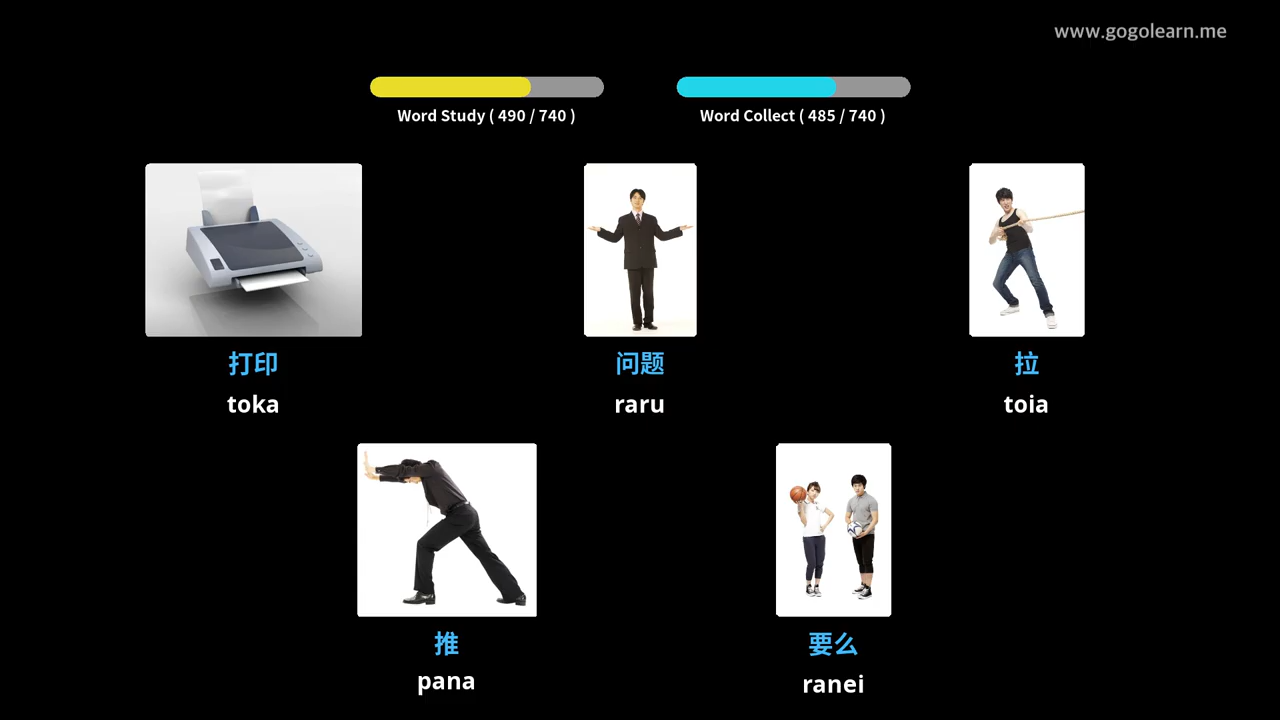 www.gogolearn.me
Word Study ( 490 / 740 )
Word Collect ( 485 / 740 )
打印
toka
问题
raru
拉
toia
推
pana
要么
ranei